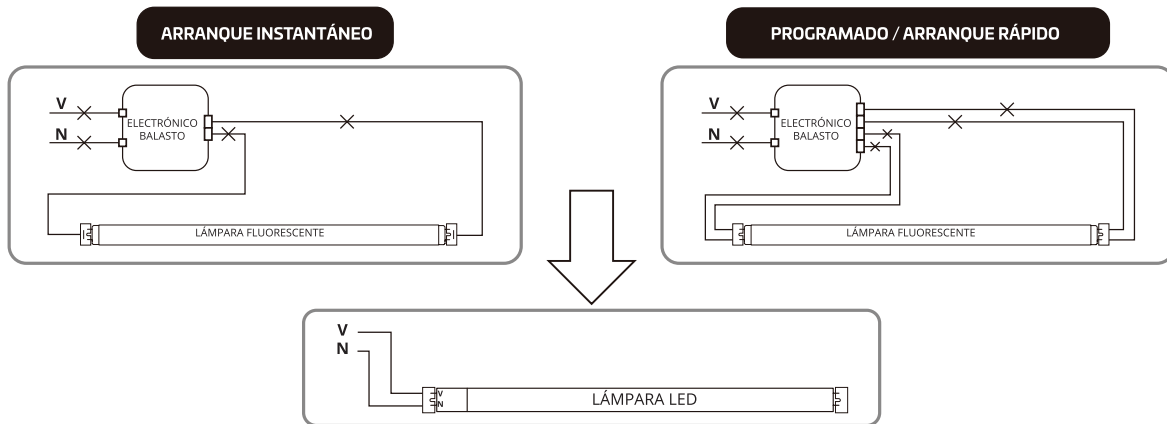 ARRANQUE INSTANTÁNEO
V
N
ELECTRÓNICO
BALASTO
LÁMPARA FLUORESCENTE
PROGRAMADO / ARRANQUE RÁPIDO
V
N
ELECTRÓNICO
BALASTO
LÁMPARA FLUORESCENTE
V
N
V
N
LÁMPARA LED